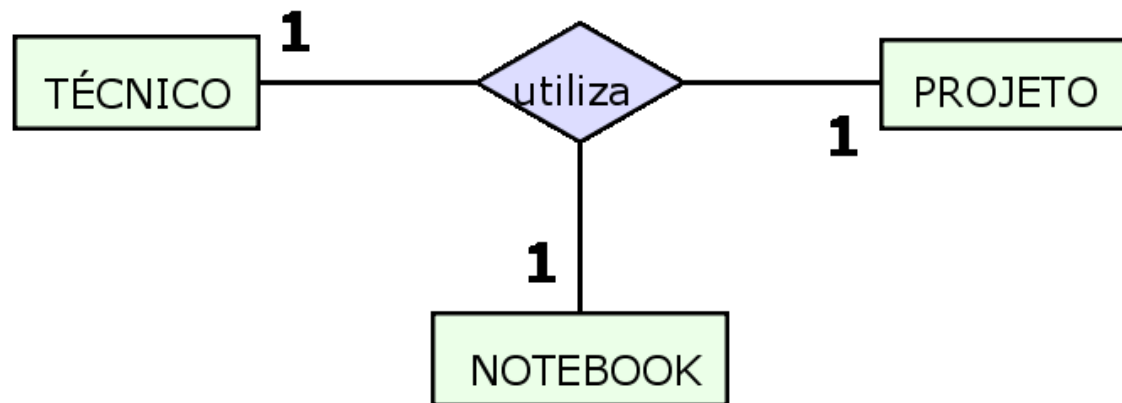 1
TÉCNICO
utiliza
PROJETO
1
1
NOTEBOOK